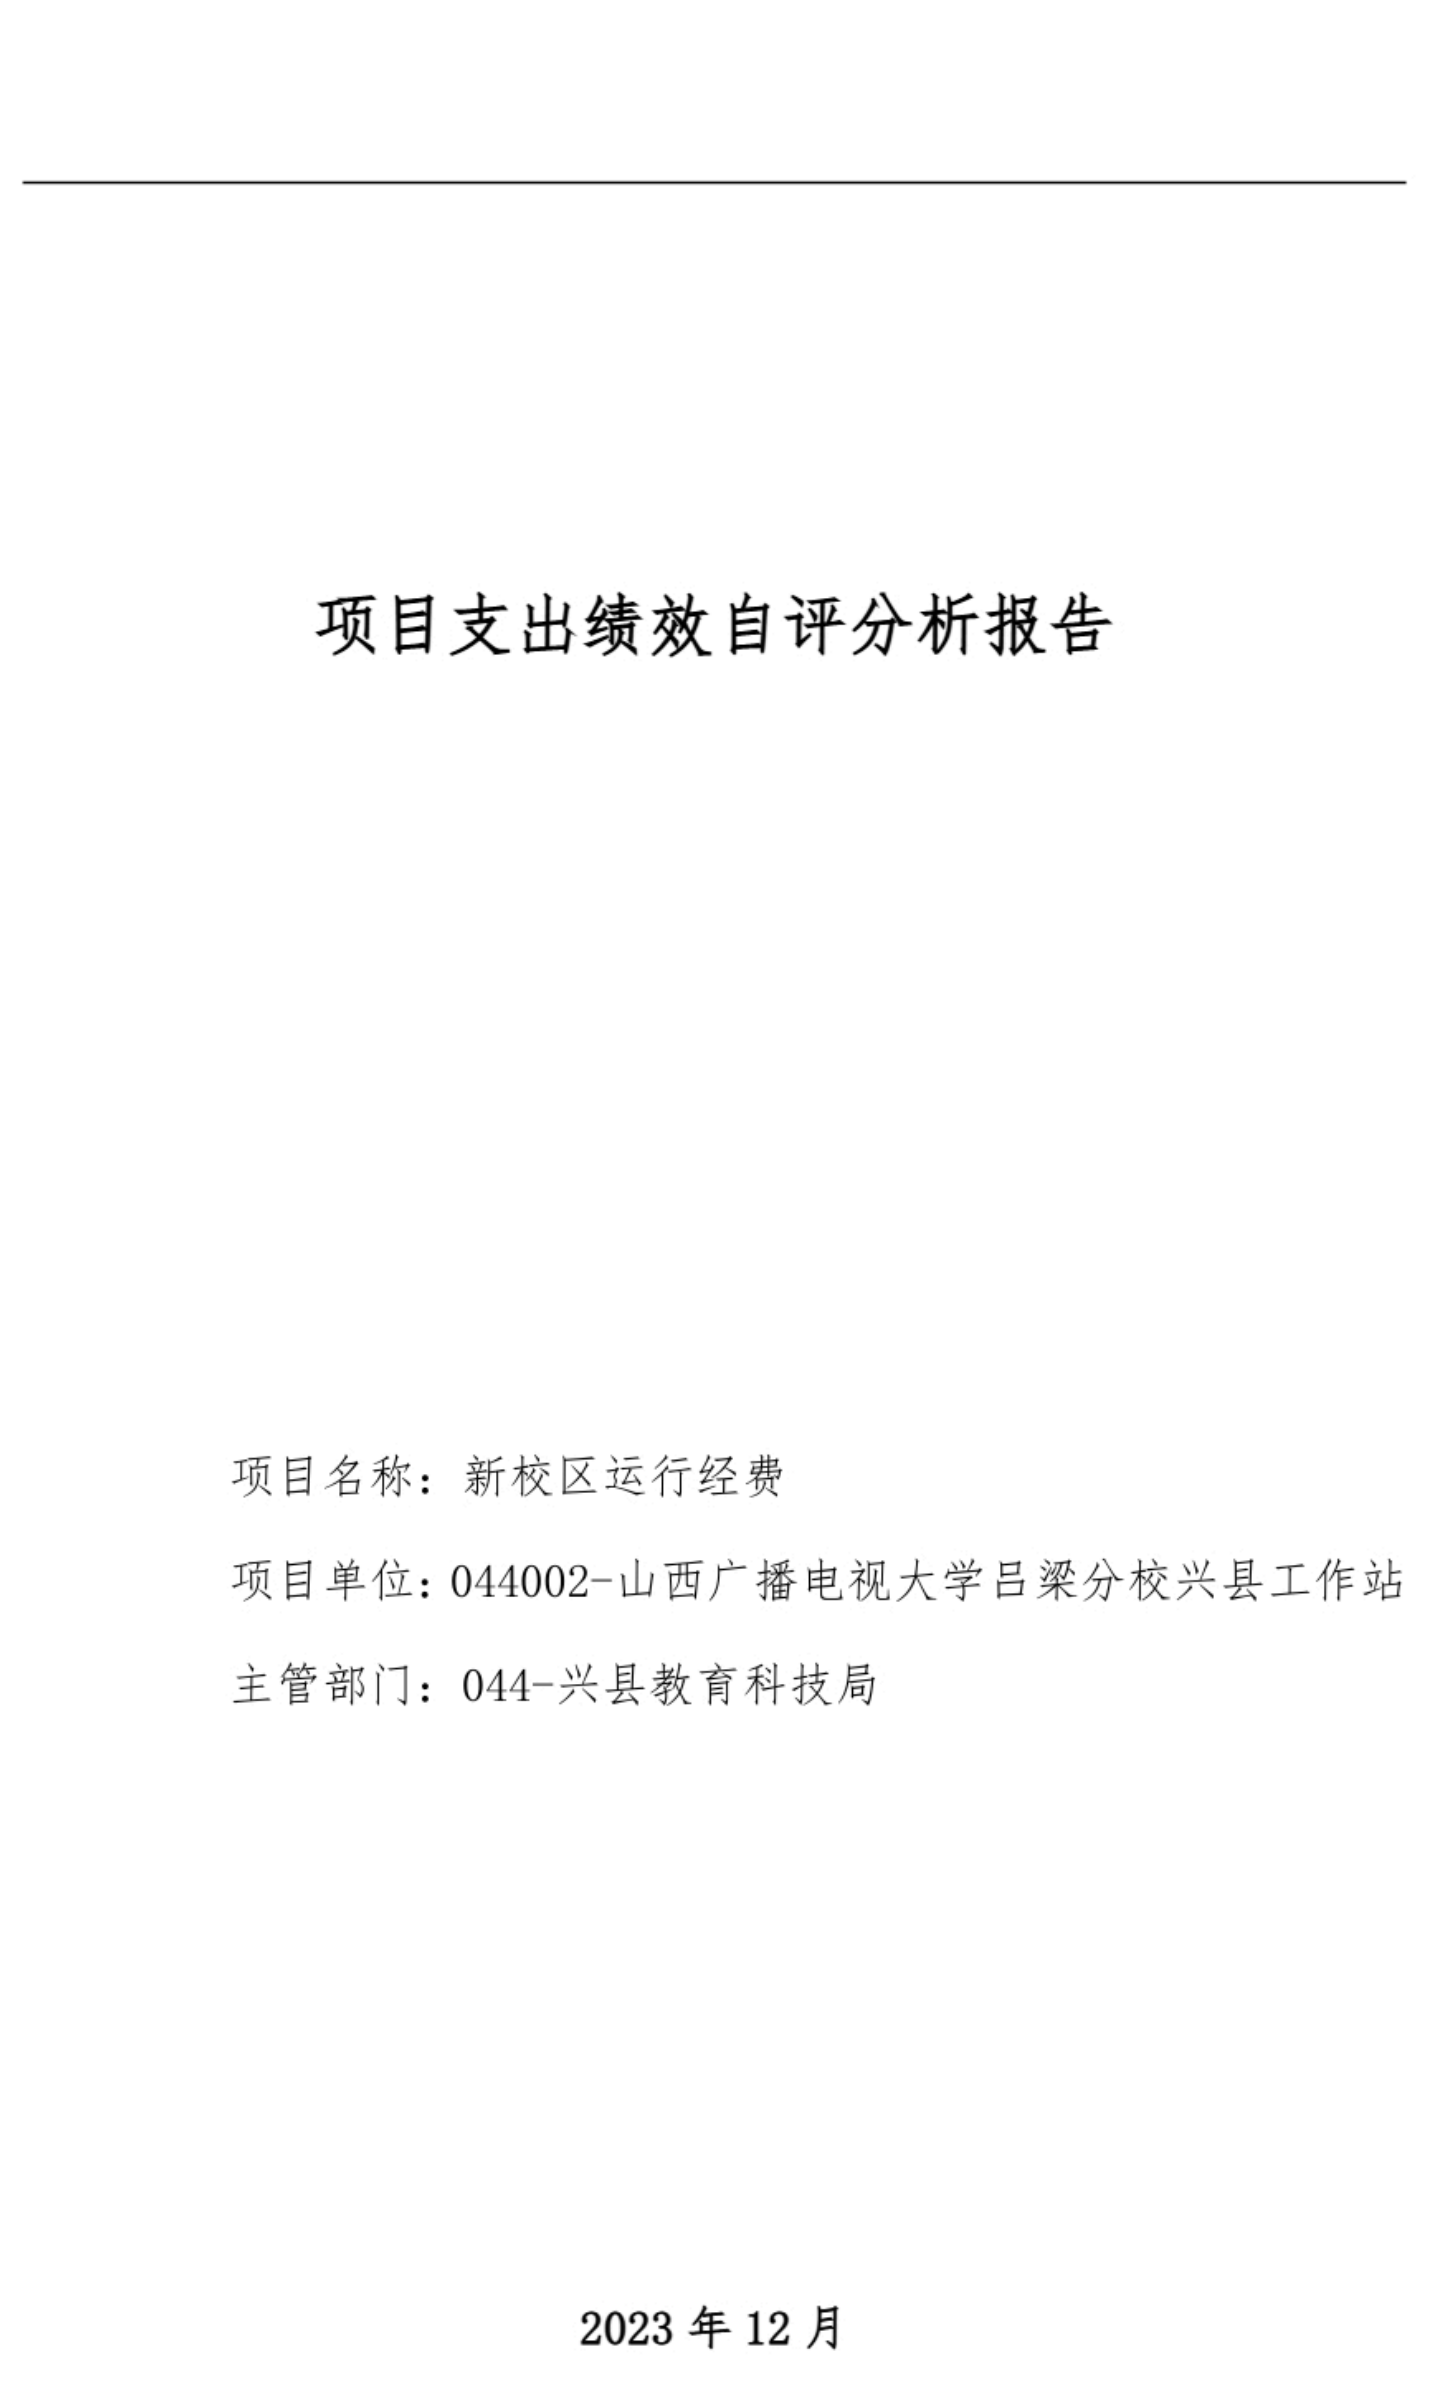 项目支出绩效自评分析报告
项目名称：新校区运行经费
项目单位：044002-山西广播电视大学吕梁分校兴县工作站
主管部门：044-兴县教育科技局
2023 年 12 月